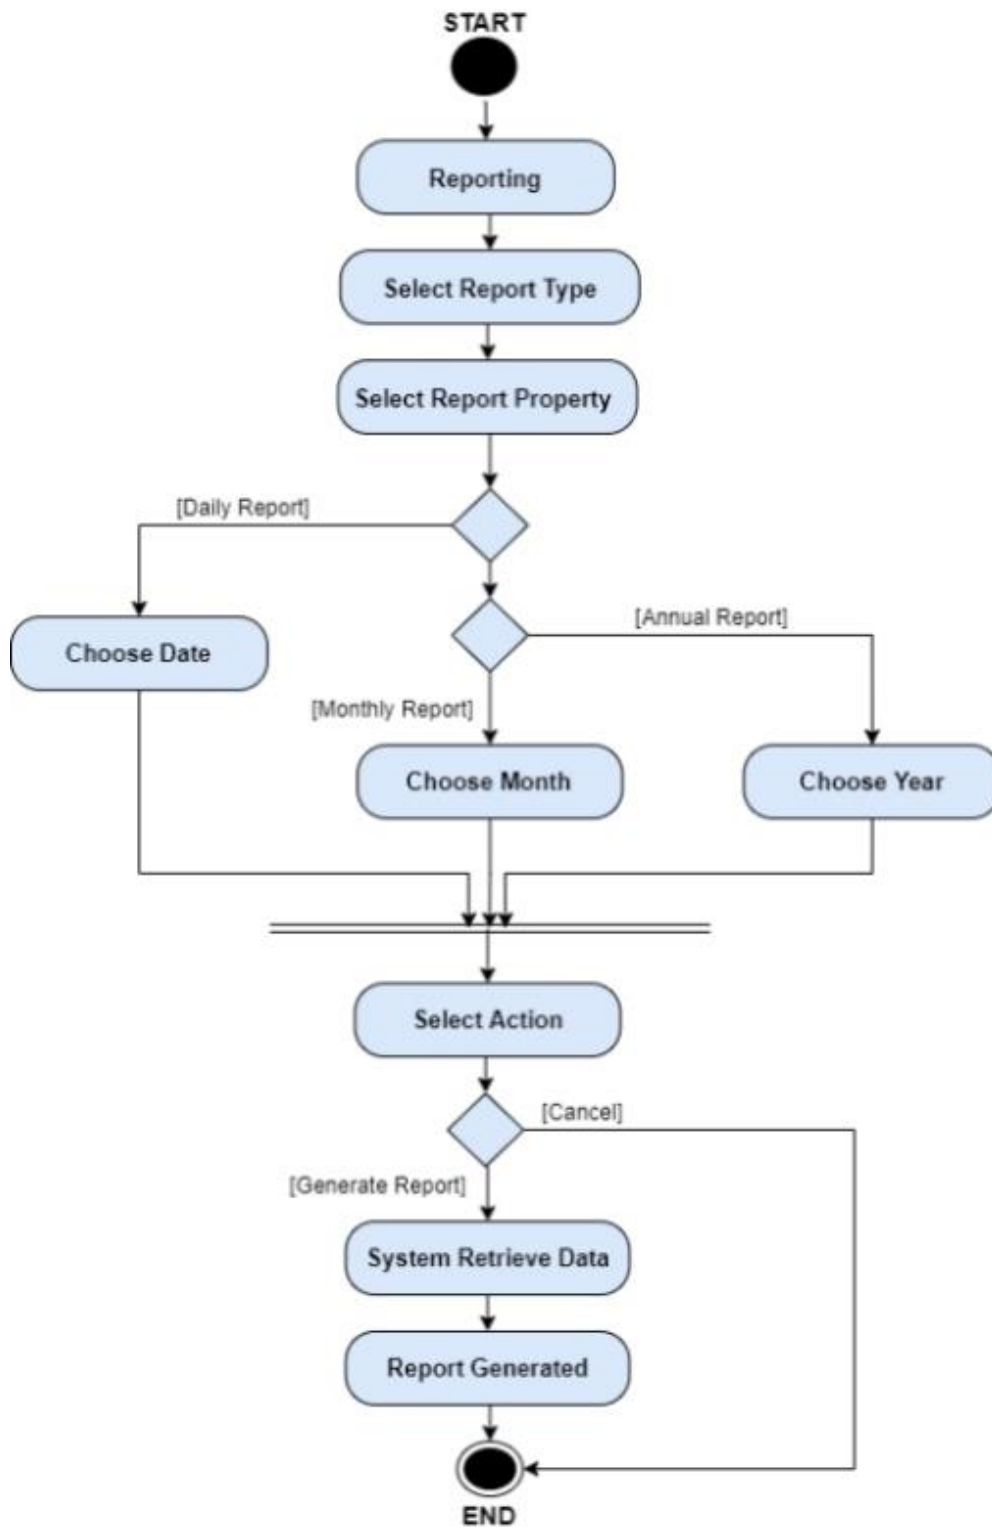 START
Reporting
Select Report Type
Select Report Property
[Daily Report]
[Annual Report]
Choose Date
[Monthly Report]
Choose Month
Choose Year
Select Action
[Cancel]
[Generate Report]
System Retrieve Data
Report Generated
END